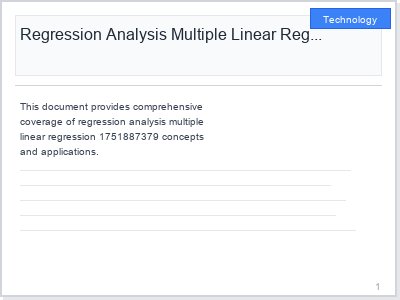 Technology
Regression Analysis Multiple Linear Reg...
This document provides comprehensive
coverage of regression analysis multiple
linear regression 1751887379 concepts
and applications.
1